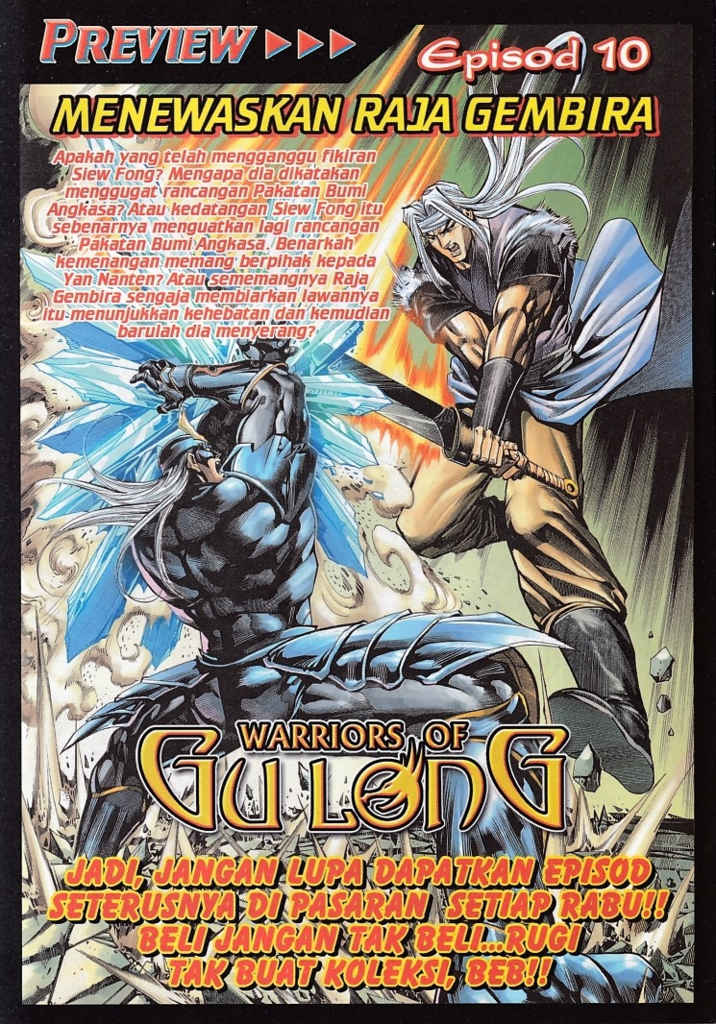 PREVIEW
Episod 10
MENEWASKAN RAJA GEMBIRA
Apakah yang telah mengganggu fikiran
Siew Fong? Mengapa dia dikatakan
menggugat rancangan Pakatan Bumi
Angkasa? Atau kedatangan Siew Fong itu
sebenarnya menguatkan lagi rancangan
Pakatan Bumi Angkasa. Benarkah
kemenangan memang berpihak kepada
Yan Nanten? Atau sememangnya Raja
Gembira sengaja membiarkan lawannya
itu menunjukkan kehebatan dan kemudian
barulah dia menyerang?
WARRIORS OF
GU LONG
JADI, JANGAN LUPA DAPATKAN EPISOD
SETERUSNYA DI PASARAN SETIAP RABU!!
BELI JANGAN TAK BELI...RUGI
TAK BUAT KOLEKSI, BEB!!